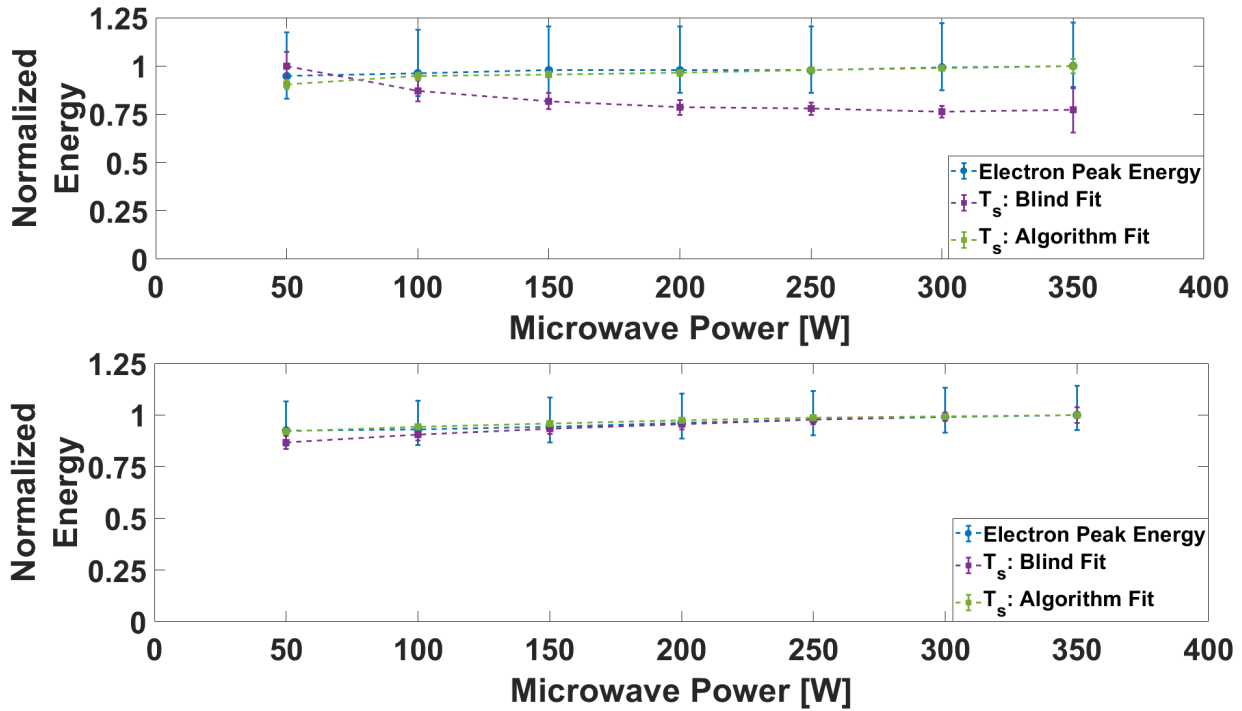 1.25
1
0.75
0.5
0.25
0
Normalized
Energy
Electron Peak Energy
Ts: Blind Fit
Ts: Algorithm Fit
0 50 100 150 200 250 300 350 400
Microwave Power [W]
1.25
1
0.75
0.5
0.25
0
Normalized
Energy
Electron Peak Energy
Ts: Blind Fit
Ts: Algorithm Fit
0 50 100 150 200 250 300 350 400
Microwave Power [W]